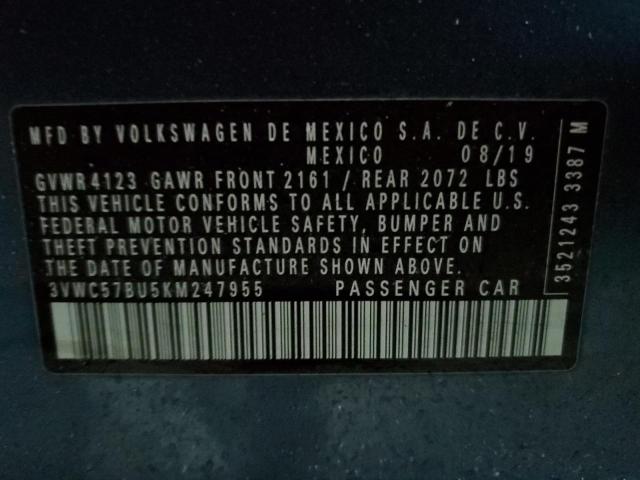 MFD BY VOLKSWAGEN DE MEXICO S.A. DE C.V.
MEXICO 08/19
GVWR 4123 GAWR FRONT 2161 / REAR 2072 LBS
THIS VEHICLE CONFORMS TO ALL APPLICABLE U.S.
FEDERAL MOTOR VEHICLE SAFETY, BUMPER AND
THEFT PREVENTION STANDARDS IN EFFECT ON
THE DATE OF MANUFACTURE SHOWN ABOVE.
3VWC57BU5KM247955 PASSENGER CAR
3521243 3387 M